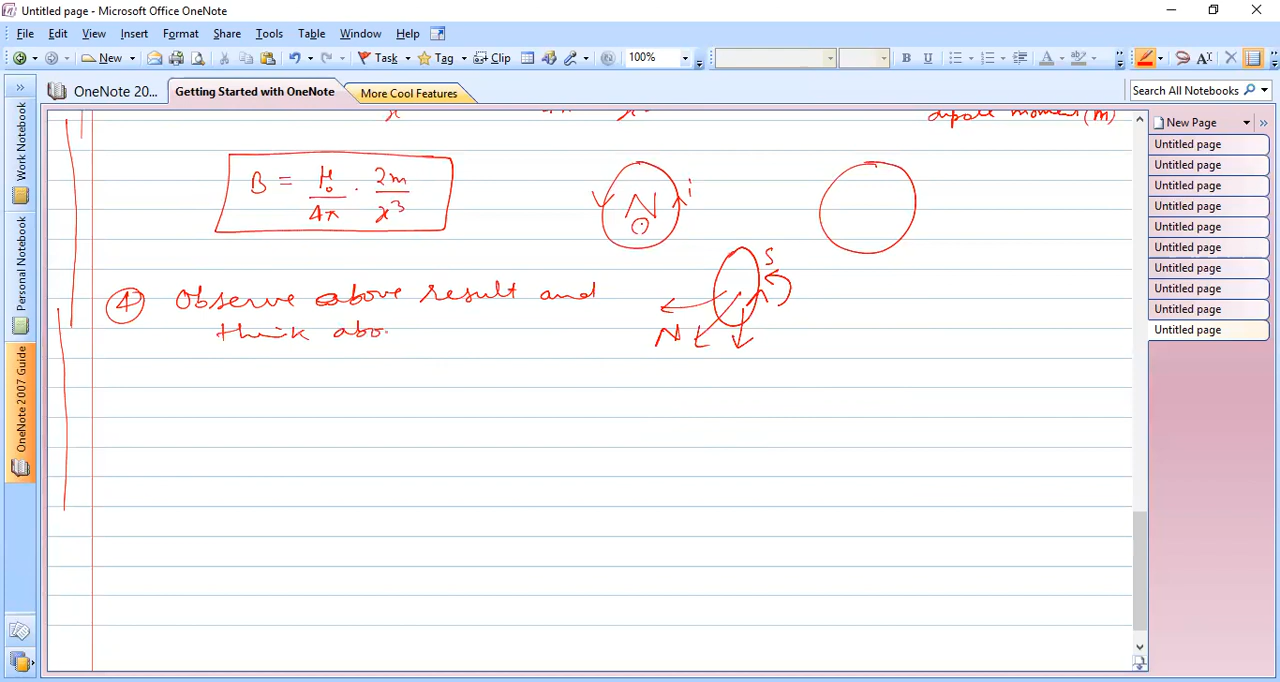 Untitled page - Microsoft Office OneNote
File Edit View Insert Format Share Tools Table Window Help
New Task Tag Clip 100% B U A
OneNote 20... Getting Started with OneNote More Cool Features
Search All Notebooks
Work Notebook
Personal Notebook
OneNote 2007 Guide
New Page
Untitled page
Untitled page
Untitled page
Untitled page
Untitled page
Untitled page
Untitled page
Untitled page
Untitled page
Untitled page
dipole moment (m)
B = μ₀/4π · 2m/x³
N i
S
N
④ Observe above result and
think abo